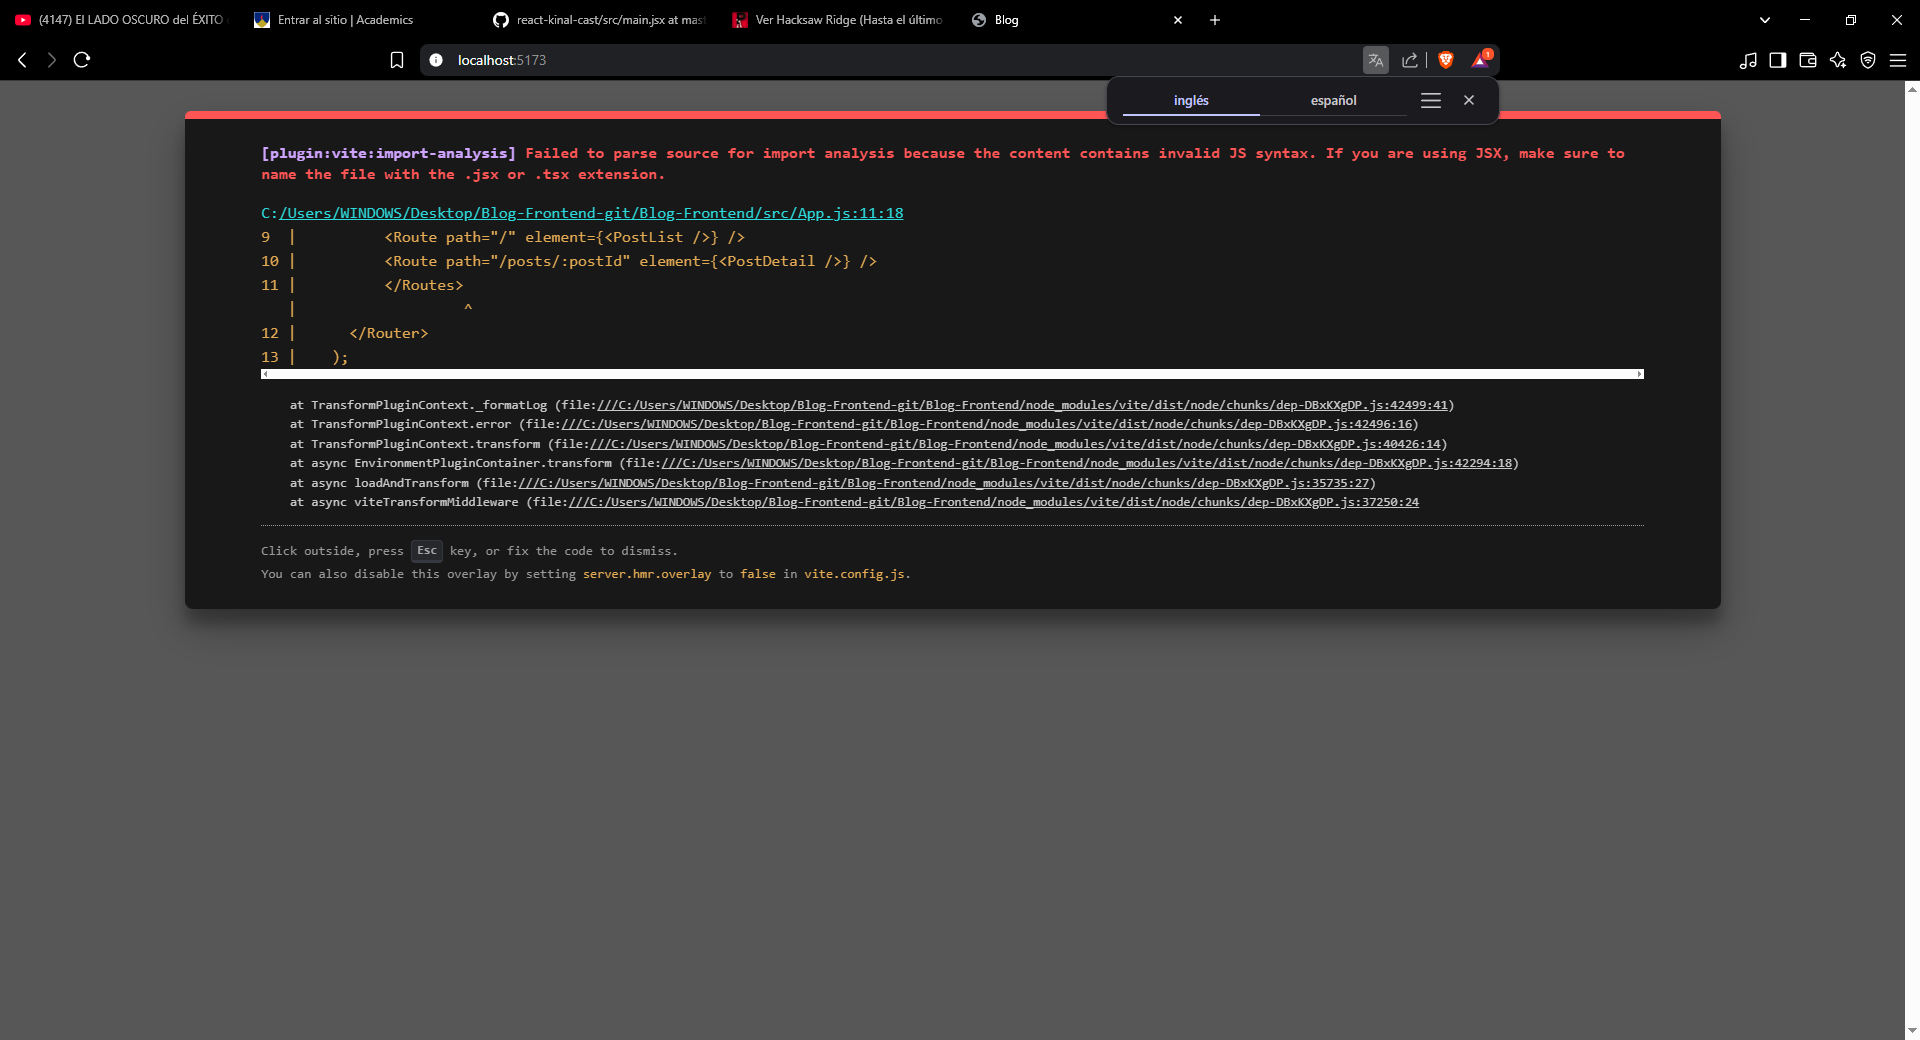 (4147) El LADO OSCURO del ÉXITO
Entrar al sitio | Academics
react-kinal-cast/src/main.jsx at mast
Ver Hacksaw Ridge (Hasta el último
Blog
localhost:5173
1
inglés
español
[plugin:vite:import-analysis] Failed to parse source for import analysis because the content contains invalid JS syntax. If you are using JSX, make sure to
name the file with the .jsx or .tsx extension.
C:/Users/WINDOWS/Desktop/Blog-Frontend-git/Blog-Frontend/src/App.js:11:18
9  |          <Route path="/" element={<PostList />} />
10 |          <Route path="/posts/:postId" element={<PostDetail />} />
11 |          </Routes>
   |                   ^
12 |      </Router>
13 |    );
at TransformPluginContext._formatLog (file:///C:/Users/WINDOWS/Desktop/Blog-Frontend-git/Blog-Frontend/node_modules/vite/dist/node/chunks/dep-DBxKXgDP.js:42499:41)
at TransformPluginContext.error (file:///C:/Users/WINDOWS/Desktop/Blog-Frontend-git/Blog-Frontend/node_modules/vite/dist/node/chunks/dep-DBxKXgDP.js:42496:16)
at TransformPluginContext.transform (file:///C:/Users/WINDOWS/Desktop/Blog-Frontend-git/Blog-Frontend/node_modules/vite/dist/node/chunks/dep-DBxKXgDP.js:40426:14)
at async EnvironmentPluginContainer.transform (file:///C:/Users/WINDOWS/Desktop/Blog-Frontend-git/Blog-Frontend/node_modules/vite/dist/node/chunks/dep-DBxKXgDP.js:42294:18)
at async loadAndTransform (file:///C:/Users/WINDOWS/Desktop/Blog-Frontend-git/Blog-Frontend/node_modules/vite/dist/node/chunks/dep-DBxKXgDP.js:35735:27)
at async viteTransformMiddleware (file:///C:/Users/WINDOWS/Desktop/Blog-Frontend-git/Blog-Frontend/node_modules/vite/dist/node/chunks/dep-DBxKXgDP.js:37250:24
Click outside, press Esc key, or fix the code to dismiss.
You can also disable this overlay by setting server.hmr.overlay to false in vite.config.js.